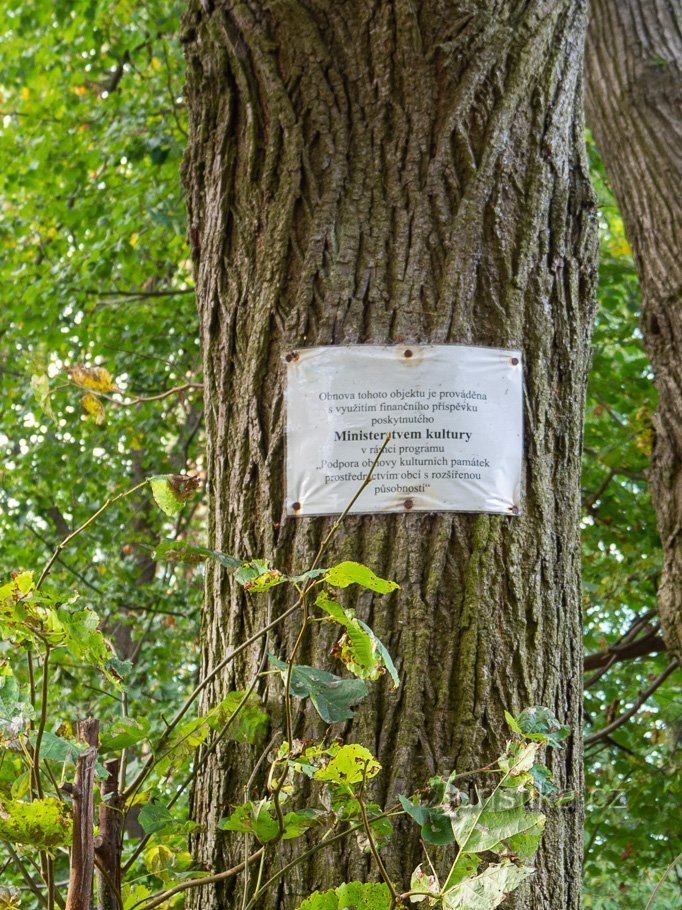 Obnova tohoto objektu je prováděna
s využitím finančního příspěvku
poskytnutého
Ministerstvem kultury
v rámci programu
„Podpora obnovy kulturních památek
prostřednictvím obcí s rozšířenou
působností“